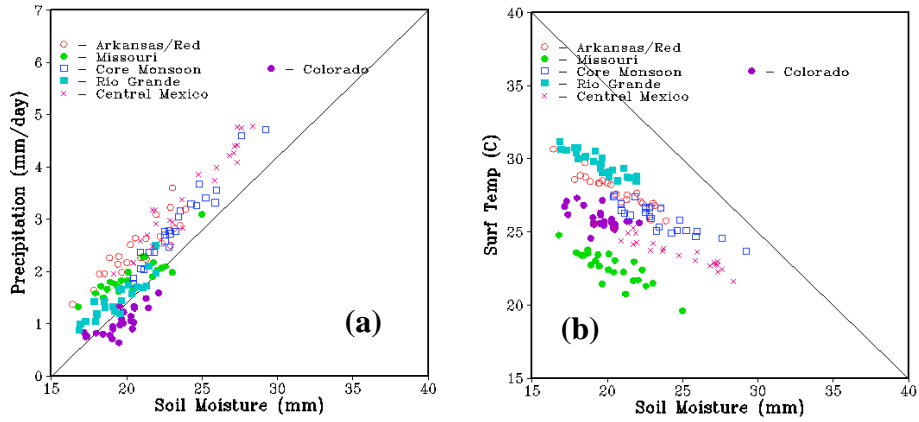 7
6
5
4
3
2
1
0
Precipitation (mm/day)
– Arkansas/Red
– Missouri
– Core Monsoon
– Rio Grande
– Central Mexico
– Colorado
(a)
15 20 25 30 35 40
Soil Moisture (mm)
40
35
30
25
20
15
Surf Temp (C)
– Arkansas/Red
– Missouri
– Core Monsoon
– Rio Grande
– Central Mexico
– Colorado
(b)
15 20 25 30 35 40
Soil Moisture (mm)